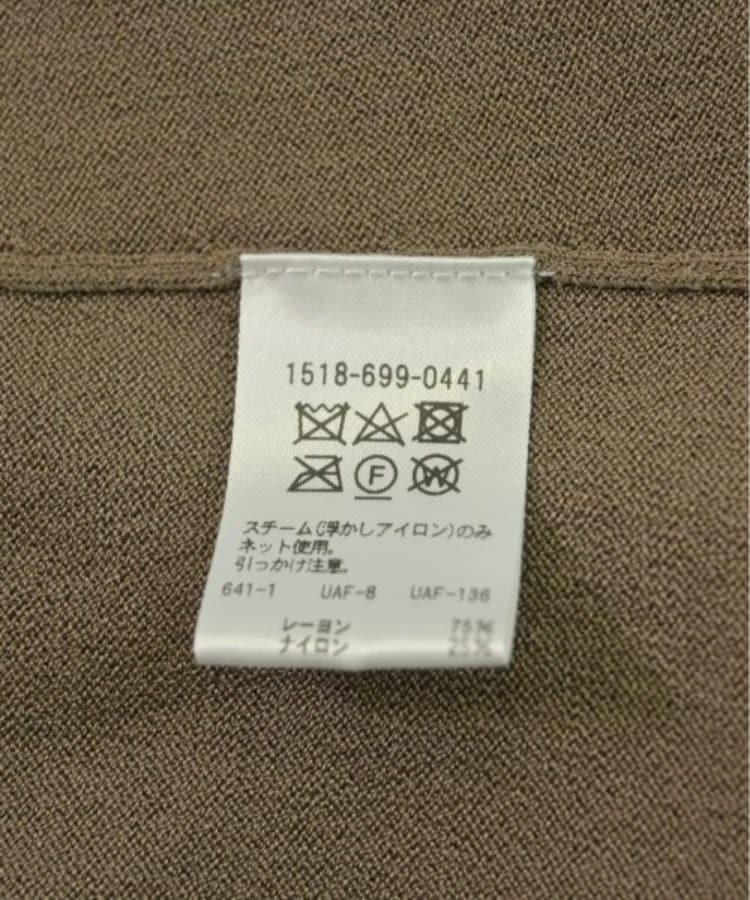 1518-699-0441
F
W
スチーム(浮かしアイロン)のみ
ネット使用。
引っかけ注意。
641-1 UAF-8 UAF-136
レーヨン 75%
ナイロン 25%